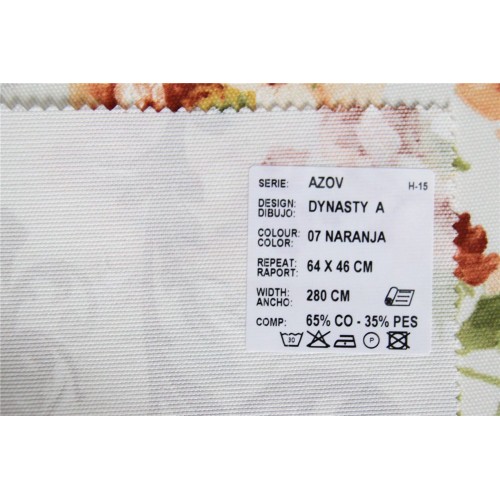 SERIE: AZOV H-15
DESIGN: DIBUJO: DYNASTY A
COLOUR: COLOR: 07 NARANJA
REPEAT: RAPORT: 64 X 46 CM
WIDTH: ANCHO: 280 CM
COMP: 65% CO - 35% PES
30 P